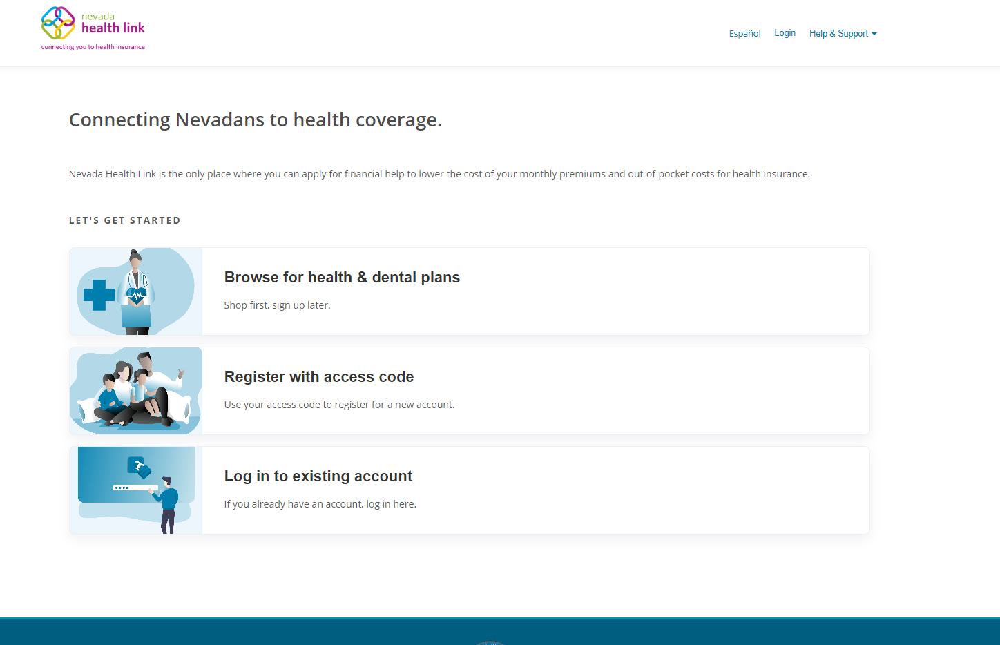 nevada
health link
connecting you to health insurance
Español Login Help & Support
Connecting Nevadans to health coverage.
Nevada Health Link is the only place where you can apply for financial help to lower the cost of your monthly premiums and out-of-pocket costs for health insurance.
LET'S GET STARTED
Browse for health & dental plans
Shop first, sign up later.
Register with access code
Use your access code to register for a new account.
Log in to existing account
If you already have an account, log in here.